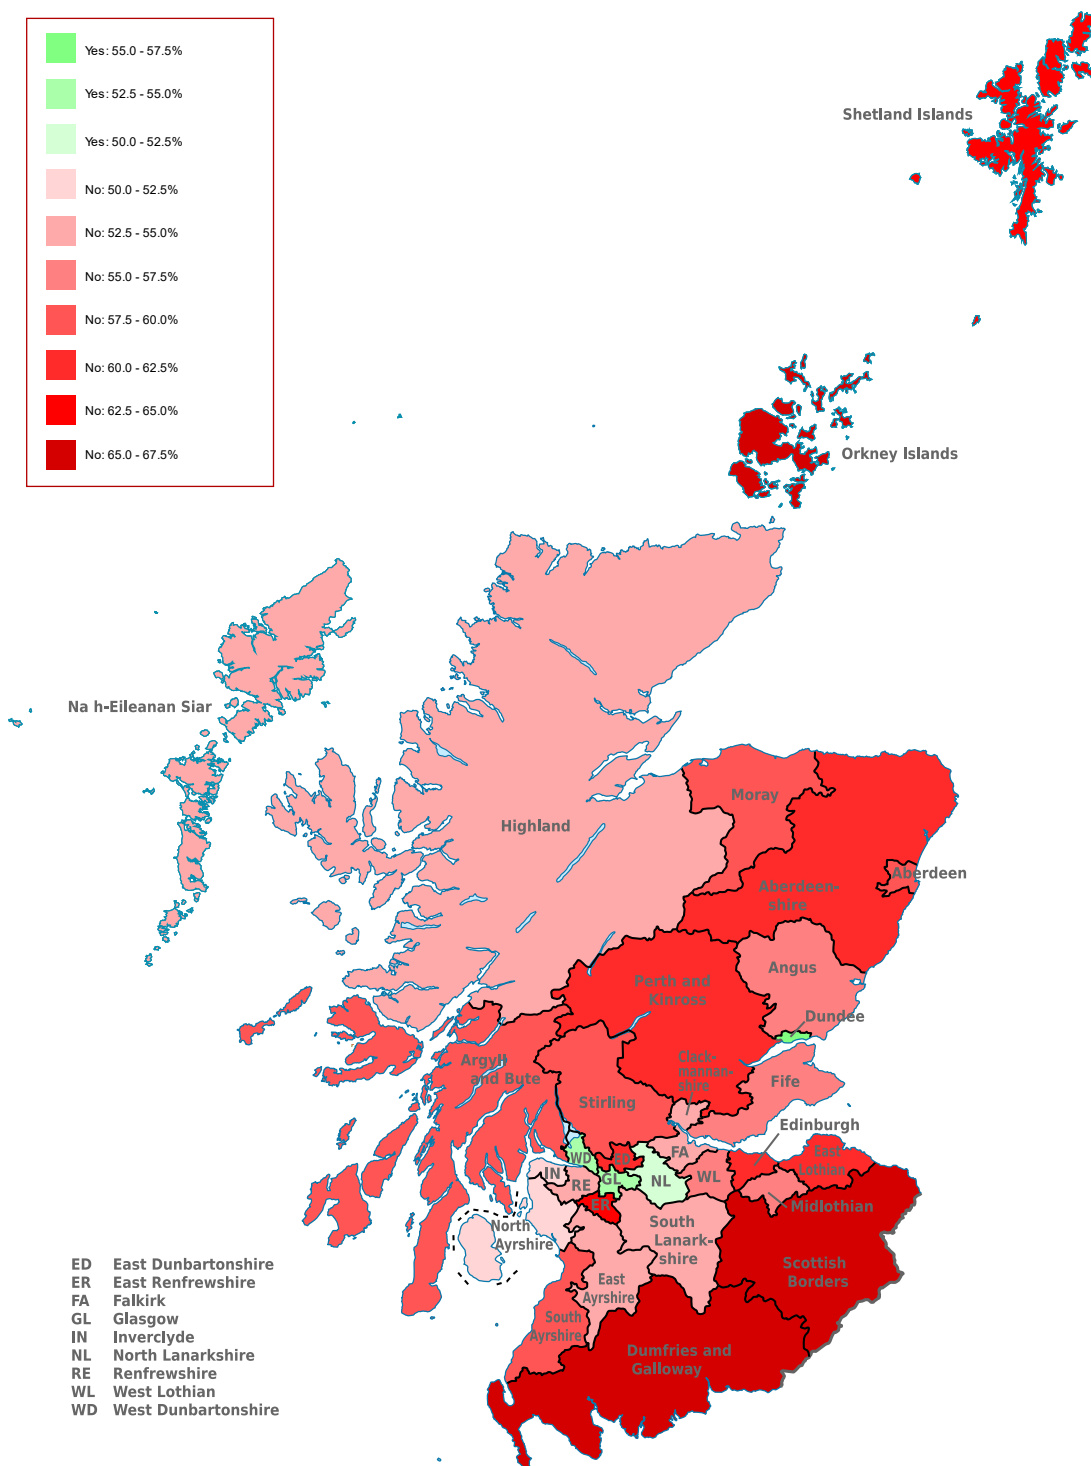 Yes: 55.0 - 57.5%
Yes: 52.5 - 55.0%
Yes: 50.0 - 52.5%
No: 50.0 - 52.5%
No: 52.5 - 55.0%
No: 55.0 - 57.5%
No: 57.5 - 60.0%
No: 60.0 - 62.5%
No: 62.5 - 65.0%
No: 65.0 - 67.5%
Shetland Islands
Orkney Islands
Na h-Eileanan Siar
Highland
Moray
Aberdeen
Aberdeen-
shire
Angus
Perth and
Kinross
Dundee
Clack-
mannan-
shire
Argyll
and Bute
Fife
Stirling
Edinburgh
East
Lothian
WD
ED
FA
IN
RE
GL
NL
WL
ER
Midlothian
North
Ayrshire
South
Lanark-
shire
Scottish
Borders
East
Ayrshire
South
Ayrshire
Dumfries and
Galloway
ED East Dunbartonshire
ER East Renfrewshire
FA Falkirk
GL Glasgow
IN Inverclyde
NL North Lanarkshire
RE Renfrewshire
WL West Lothian
WD West Dunbartonshire